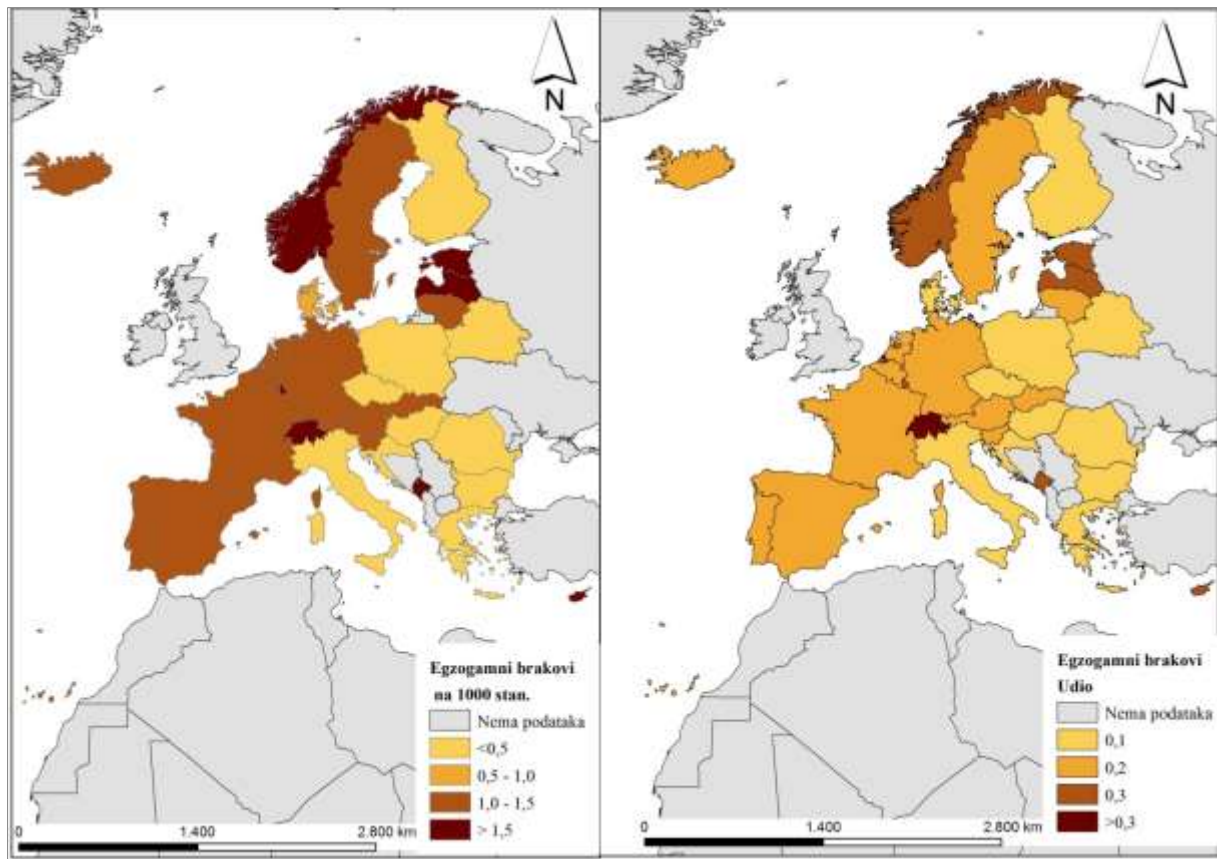 N
Egzogamni brakovi
na 1000 stan.
Nema podataka
<0,5
0,5 - 1,0
1,0 - 1,5
> 1,5
0 1.400 2.800 km
N
Egzogamni brakovi
Udio
Nema podataka
0,1
0,2
0,3
>0,3
0 1.400 2.800 km